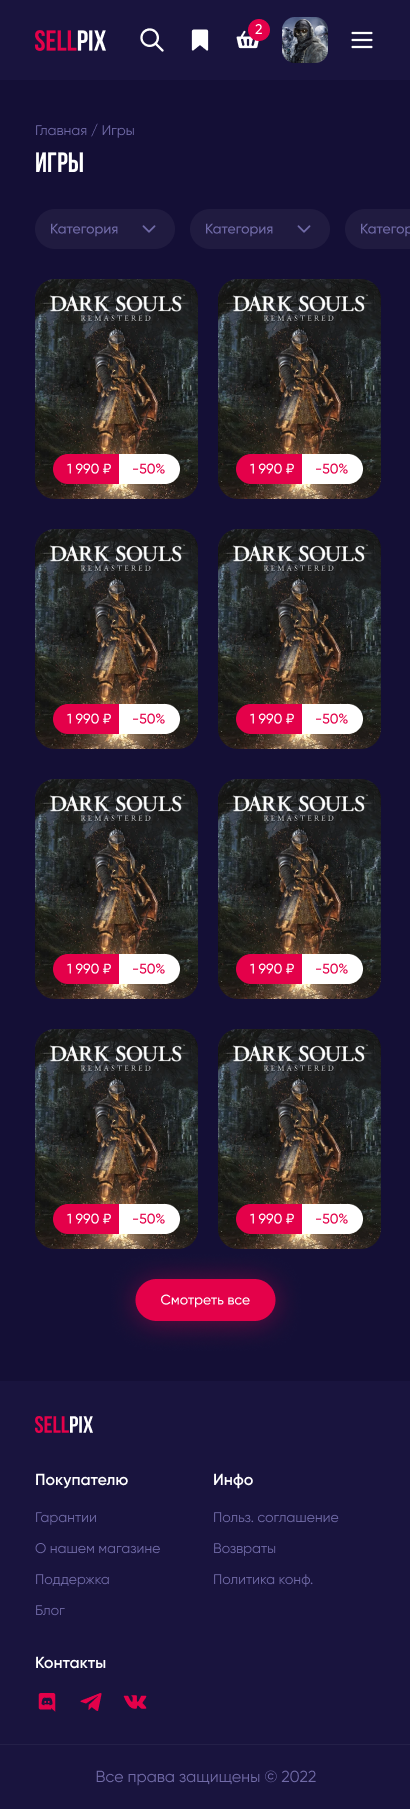 SELLPIX
2
Главная / Игры
ИГРЫ
Категория Категория Категор
DARK SOULS DARK SOULS
REMASTERED REMASTERED
1 990 ₽ -50% 1 990 ₽ -50%
DARK SOULS DARK SOULS
REMASTERED REMASTERED
1 990 ₽ -50% 1 990 ₽ -50%
DARK SOULS DARK SOULS
REMASTERED REMASTERED
1 990 ₽ -50% 1 990 ₽ -50%
DARK SOULS DARK SOULS
REMASTERED REMASTERED
1 990 ₽ -50% 1 990 ₽ -50%
Смотреть все
SELLPIX
Покупателю
Гарантии
О нашем магазине
Поддержка
Блог
Инфо
Польз. соглашение
Возвраты
Политика конф.
Контакты
Все права защищены © 2022